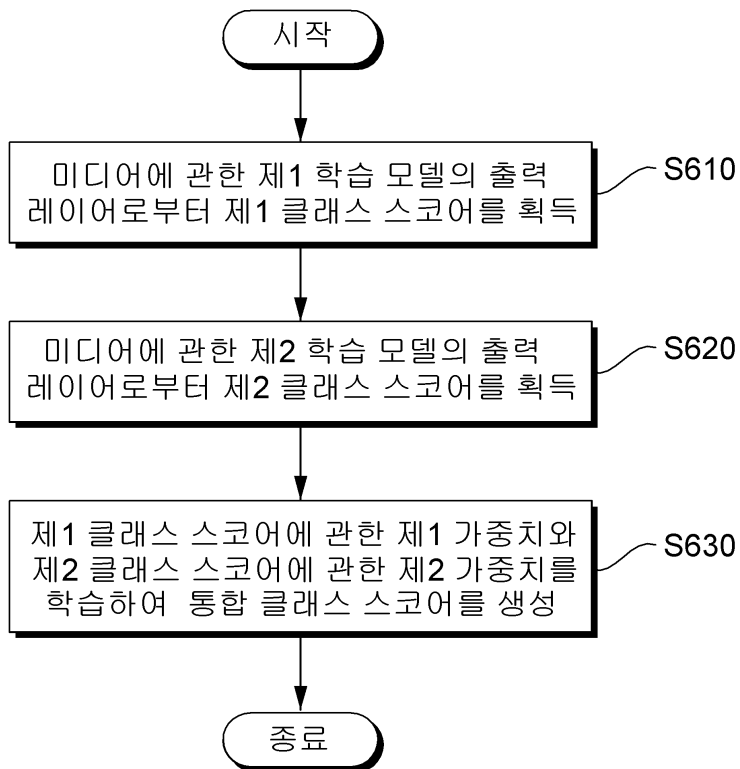 시작
미디어에 관한 제1 학습 모델의 출력
레이어로부터 제1 클래스 스코어를 획득
S610
미디어에 관한 제2 학습 모델의 출력
레이어로부터 제2 클래스 스코어를 획득
S620
제1 클래스 스코어에 관한 제1 가중치와
제2 클래스 스코어에 관한 제2 가중치를
학습하여 통합 클래스 스코어를 생성
S630
종료